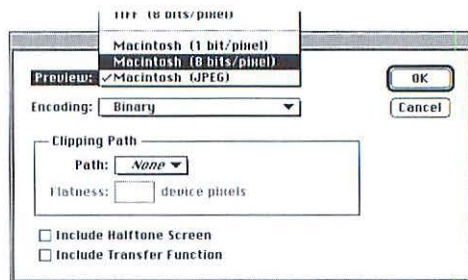 TIFF (8 bits/pixel)
Macintosh (1 bit/pixel)
Macintosh (8 bits/pixel)
Preview: ✓Macintosh (JPEG)
OK
Encoding: Binary
Cancel
Clipping Path
Path: None
Flatness: device pixels
Include Halftone Screen
Include Transfer Function